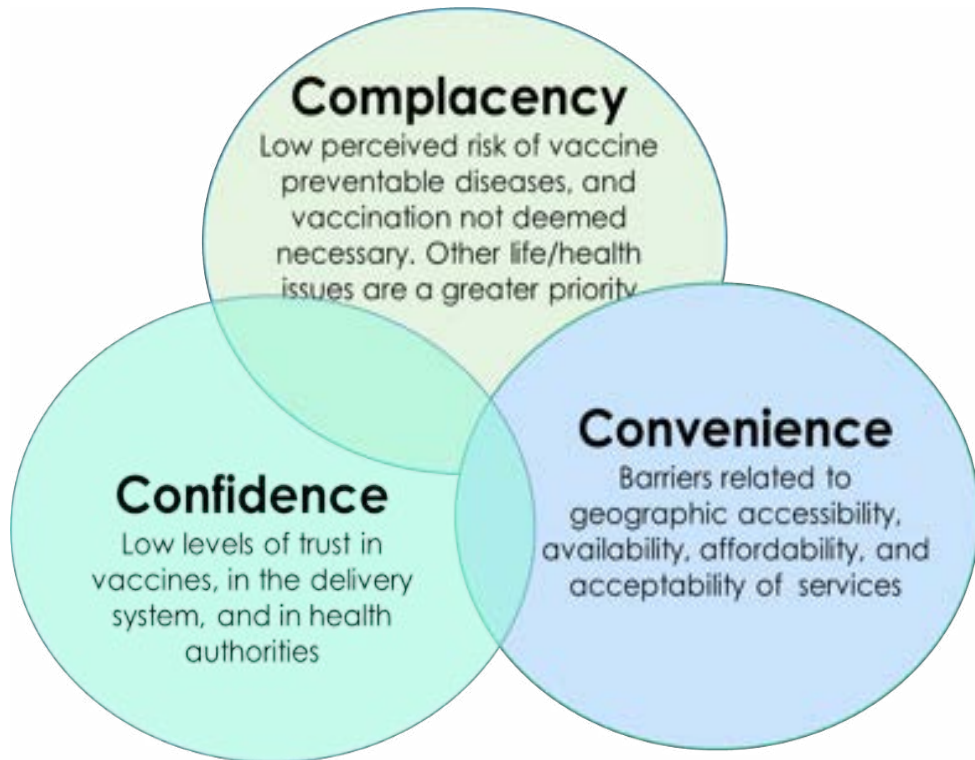 Complacency
Low perceived risk of vaccine
preventable diseases, and
vaccination not deemed
necessary. Other life/health
issues are a greater priority
Convenience
Barriers related to
geographic accessibility,
availability, affordability, and
acceptability of services
Confidence
Low levels of trust in
vaccines, in the delivery
system, and in health
authorities